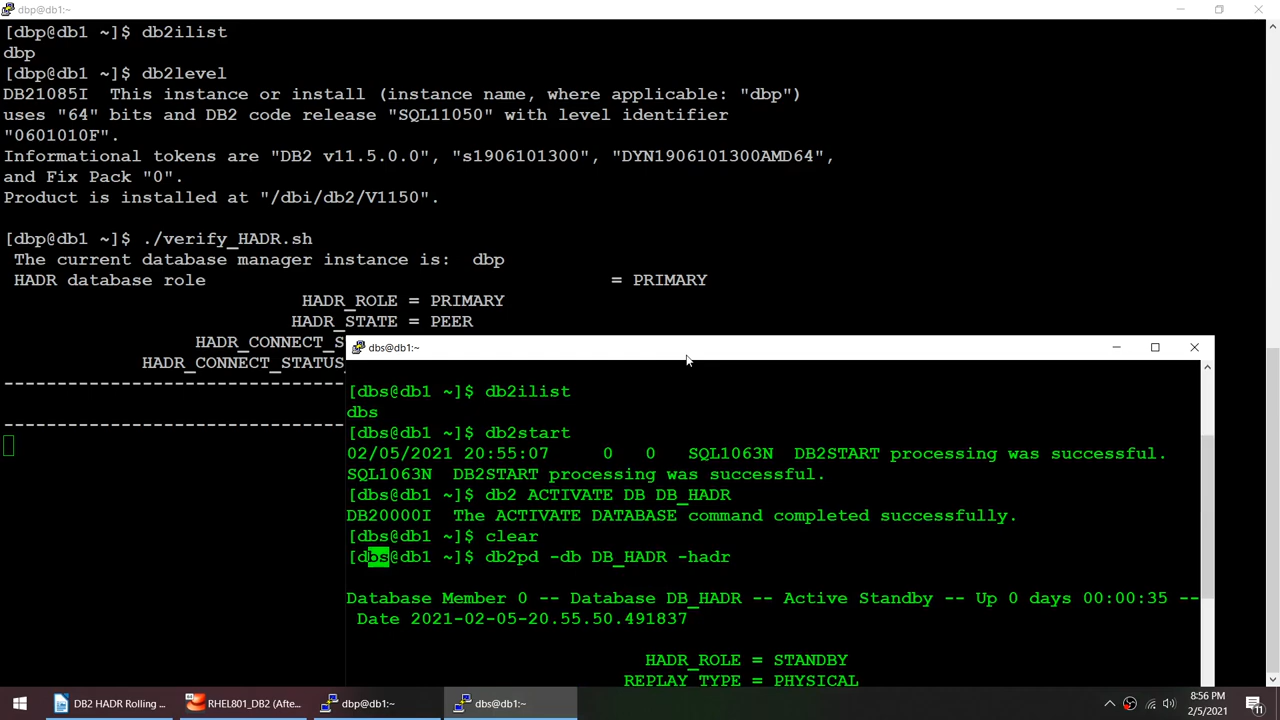 dbp@db1:~
[dbp@db1 ~]$ db2ilist
dbp
[dbp@db1 ~]$ db2level
DB21085I  This instance or install (instance name, where applicable: "dbp")
uses "64" bits and DB2 code release "SQL11050" with level identifier
"0601010F".
Informational tokens are "DB2 v11.5.0.0", "s1906101300", "DYN1906101300AMD64",
and Fix Pack "0".
Product is installed at "/dbi/db2/V1150".
[dbp@db1 ~]$ ./verify_HADR.sh
The current database manager instance is:  dbp
HADR database role = PRIMARY
HADR_ROLE = PRIMARY
HADR_STATE = PEER
HADR_CONNECT_S
HADR_CONNECT_STATUS
--------------------------------
--------------------------------
dbs@db1:~
[dbs@db1 ~]$ db2ilist
dbs
[dbs@db1 ~]$ db2start
02/05/2021 20:55:07     0   0   SQL1063N  DB2START processing was successful.
SQL1063N  DB2START processing was successful.
[dbs@db1 ~]$ db2 ACTIVATE DB DB_HADR
DB20000I  The ACTIVATE DATABASE command completed successfully.
[dbs@db1 ~]$ clear
[dbs@db1 ~]$ db2pd -db DB_HADR -hadr
Database Member 0 -- Database DB_HADR -- Active Standby -- Up 0 days 00:00:35 --
Date 2021-02-05-20.55.50.491837
HADR_ROLE = STANDBY
REPLAY_TYPE = PHYSICAL
DB2 HADR Rolling ...
RHEL801_DB2 (Afte...
dbp@db1:~
dbs@db1:~
8:56 PM
2/5/2021
11